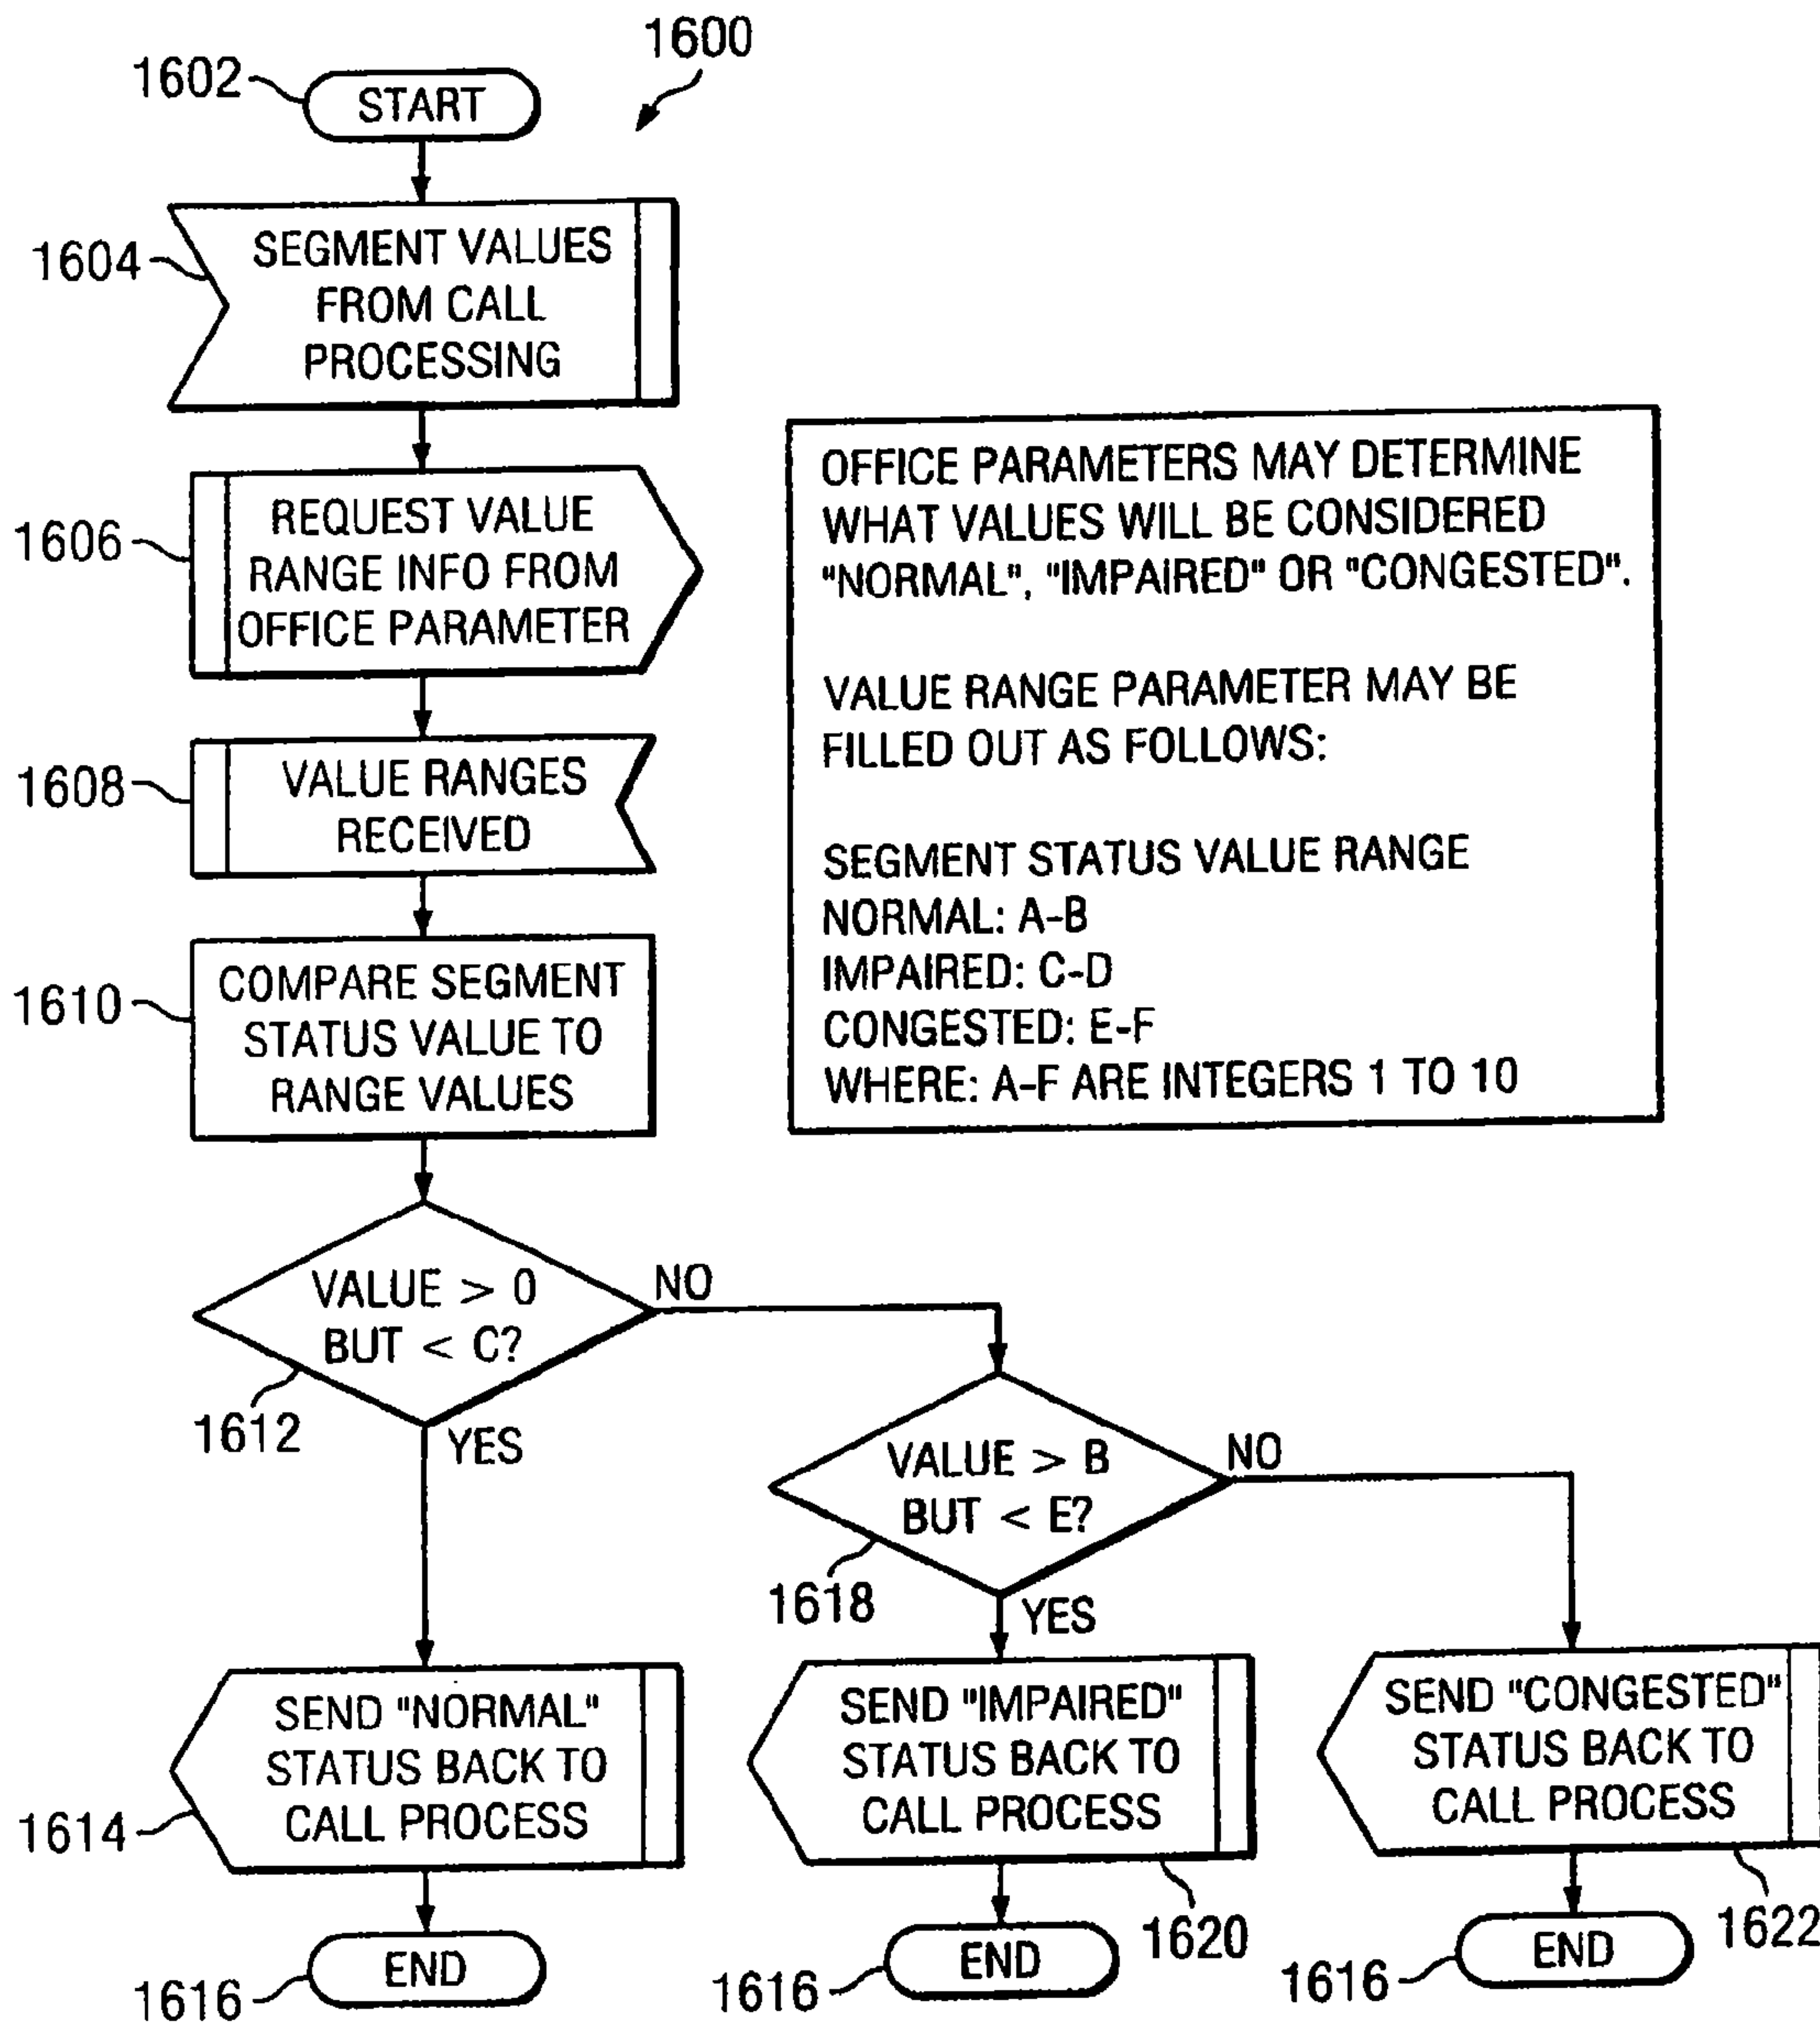 1600
1602
START
1604
SEGMENT VALUES
FROM CALL
PROCESSING
1606
REQUEST VALUE
RANGE INFO FROM
OFFICE PARAMETER
1608
VALUE RANGES
RECEIVED
1610
COMPARE SEGMENT
STATUS VALUE TO
RANGE VALUES
OFFICE PARAMETERS MAY DETERMINE
WHAT VALUES WILL BE CONSIDERED
"NORMAL", "IMPAIRED" OR "CONGESTED".
VALUE RANGE PARAMETER MAY BE
FILLED OUT AS FOLLOWS:
SEGMENT STATUS VALUE RANGE
NORMAL: A-B
IMPAIRED: C-D
CONGESTED: E-F
WHERE: A-F ARE INTEGERS 1 TO 10
VALUE > 0
BUT < C?
NO
1612
YES
VALUE > B
BUT < E?
NO
1618
YES
SEND "NORMAL"
STATUS BACK TO
CALL PROCESS
1614
SEND "IMPAIRED"
STATUS BACK TO
CALL PROCESS
1620
SEND "CONGESTED"
STATUS BACK TO
CALL PROCESS
1622
END
1616
END
1616
END
1616